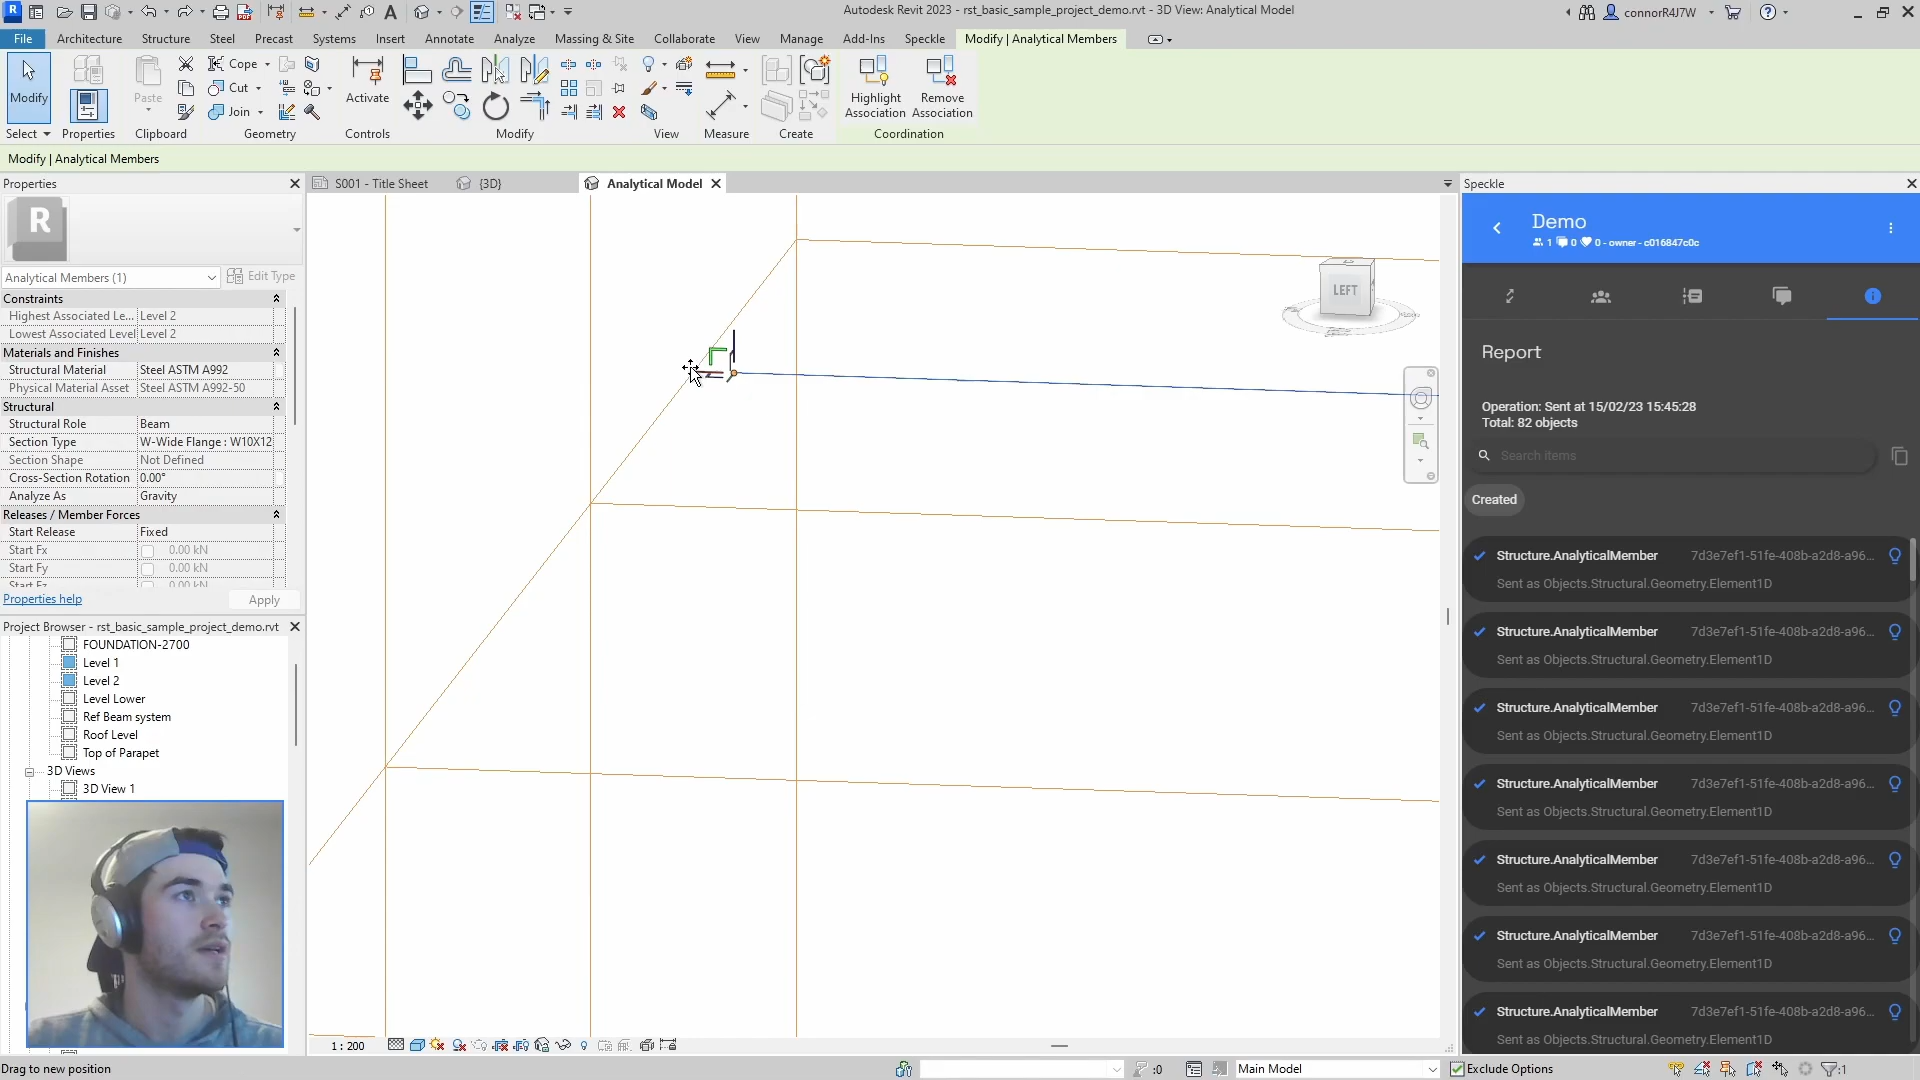 Autodesk Revit 2023 - rst_basic_sample_project_demo.rvt - 3D View: Analytical Model
connorR4J7W
File
Architecture
Structure
Steel
Precast
Systems
Insert
Annotate
Analyze
Massing & Site
Collaborate
View
Manage
Add-Ins
Speckle
Modify | Analytical Members
Modify
Properties
Paste
Cope
Cut
Join
Activate
Highlight
Association
Remove
Association
Select
Properties
Clipboard
Geometry
Controls
Modify
View
Measure
Create
Coordination
Modify | Analytical Members
Properties
S001 - Title Sheet
{3D}
Analytical Model
Speckle
R
Analytical Members (1)
Edit Type
Constraints
Highest Associated Le... Level 2
Lowest Associated Level Level 2
Materials and Finishes
Structural Material Steel ASTM A992
Physical Material Asset Steel ASTM A992-50
Structural
Structural Role Beam
Section Type W-Wide Flange : W10X12
Section Shape Not Defined
Cross-Section Rotation 0.00°
Analyze As Gravity
Releases / Member Forces
Start Release Fixed
Start Fx 0.00 kN
Start Fy 0.00 kN
Start Fz 0.00 kN
Properties help
Apply
Project Browser - rst_basic_sample_project_demo.rvt
FOUNDATION-2700
Level 1
Level 2
Level Lower
Ref Beam system
Roof Level
Top of Parapet
3D Views
3D View 1
LEFT
Demo
1 0 0 - owner - c016847c0c
Report
Operation: Sent at 15/02/23 15:45:28
Total: 82 objects
Search items
Created
Structure.AnalyticalMember 7d3e7ef1-51fe-408b-a2d8-a96...
Sent as Objects.Structural.Geometry.Element1D
Structure.AnalyticalMember 7d3e7ef1-51fe-408b-a2d8-a96...
Sent as Objects.Structural.Geometry.Element1D
Structure.AnalyticalMember 7d3e7ef1-51fe-408b-a2d8-a96...
Sent as Objects.Structural.Geometry.Element1D
Structure.AnalyticalMember 7d3e7ef1-51fe-408b-a2d8-a96...
Sent as Objects.Structural.Geometry.Element1D
Structure.AnalyticalMember 7d3e7ef1-51fe-408b-a2d8-a96...
Sent as Objects.Structural.Geometry.Element1D
Structure.AnalyticalMember 7d3e7ef1-51fe-408b-a2d8-a96...
Sent as Objects.Structural.Geometry.Element1D
Structure.AnalyticalMember 7d3e7ef1-51fe-408b-a2d8-a96...
Sent as Objects.Structural.Geometry.Element1D
1 : 200
Drag to new position
:0
Main Model
Exclude Options
:1